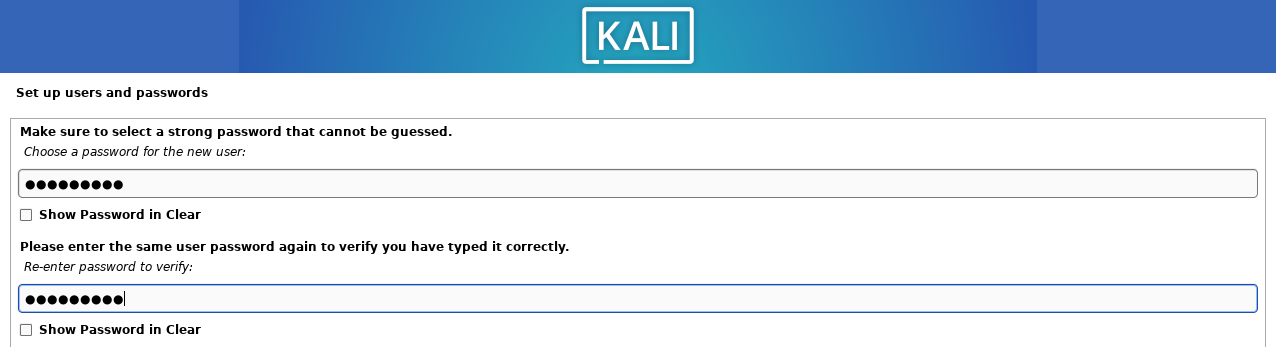 KALI
Set up users and passwords
Make sure to select a strong password that cannot be guessed.
Choose a password for the new user:
●●●●●●●●●
Show Password in Clear
Please enter the same user password again to verify you have typed it correctly.
Re-enter password to verify:
●●●●●●●●●
Show Password in Clear